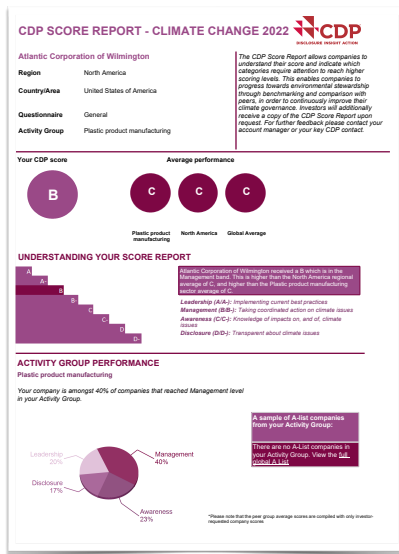 CDP SCORE REPORT - CLIMATE CHANGE 2022
CDP
DISCLOSURE INSIGHT ACTION
Atlantic Corporation of Wilmington
Region North America
Country/Area United States of America
Questionnaire General
Activity Group Plastic product manufacturing
The CDP Score Report allows companies to
understand their score and indicate which
categories require attention to reach higher
scoring levels. This enables companies to
progress towards environmental stewardship
through benchmarking and comparison with
peers, in order to continuously improve their
climate governance. Investors will additionally
receive a copy of the CDP Score Report upon
request. For further feedback please contact your
account manager or your key CDP contact.
Your CDP score
Average performance
B
C
C
C
Plastic product
manufacturing
North America
Global Average
UNDERSTANDING YOUR SCORE REPORT
A
A-
B
B-
C
C-
D
D-
Atlantic Corporation of Wilmington received a B which is in the
Management band. This is higher than the North America regional
average of C, and higher than the Plastic product manufacturing
sector average of C.
Leadership (A/A-): Implementing current best practices
Management (B/B-): Taking coordinated action on climate issues
Awareness (C/C-): Knowledge of impacts on, and of, climate
issues
Disclosure (D/D-): Transparent about climate issues
ACTIVITY GROUP PERFORMANCE
Plastic product manufacturing
Your company is amongst 40% of companies that reached Management level
in your Activity Group.
A sample of A-list companies
from your Activity Group:
There are no A-List companies in
your Activity Group. View the full
global A List
Leadership
20%
Management
40%
Disclosure
17%
Awareness
23%
*Please note that the peer group average scores are compiled with only investor-
requested company scores